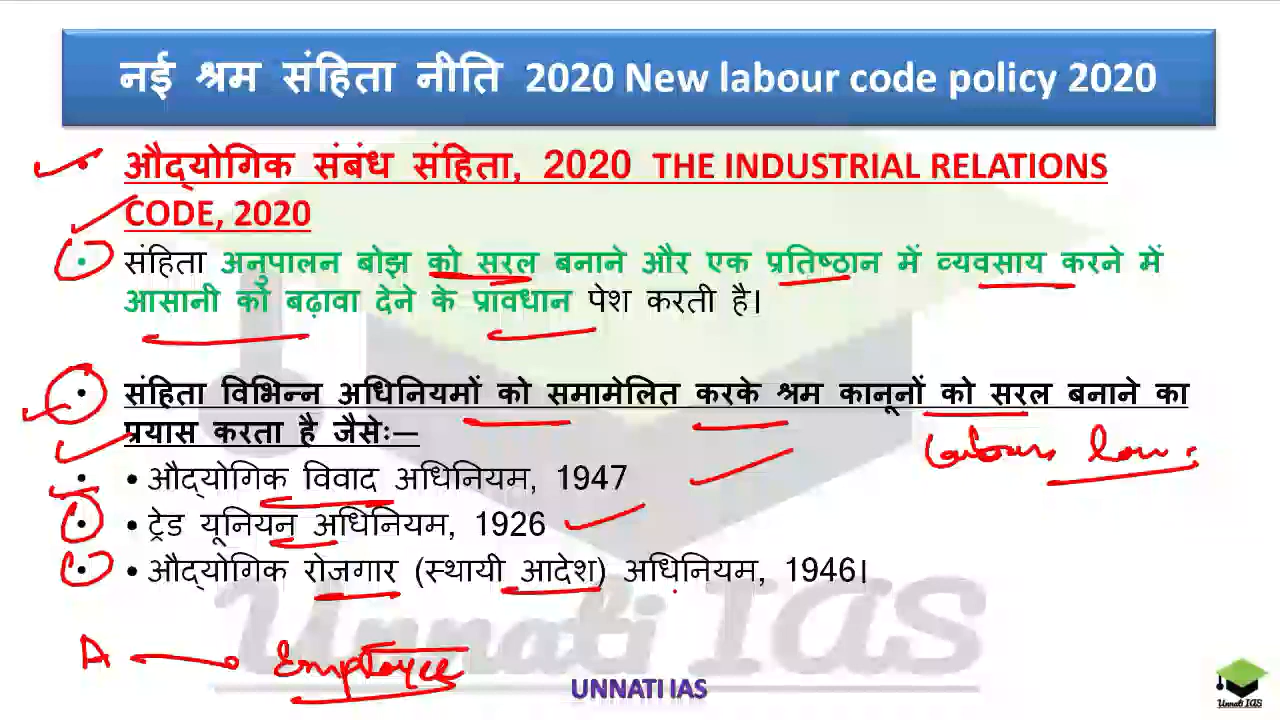 नई श्रम संहिता नीति 2020 New labour code policy 2020
• औद्योगिक संबंध संहिता, 2020 THE INDUSTRIAL RELATIONS
CODE, 2020
• संहिता अनुपालन बोझ को सरल बनाने और एक प्रतिष्ठान में व्यवसाय करने में
आसानी को बढ़ावा देने के प्रावधान पेश करती है।
• संहिता विभिन्न अधिनियमों को समामेलित करके श्रम कानूनों को सरल बनाने का
प्रयास करता है जैसेः—
Labours law
• • औद्योगिक विवाद अधिनियम, 1947
• • ट्रेड यूनियन अधिनियम, 1926
• • औद्योगिक रोजगार (स्थायी आदेश) अधिनियम, 1946।
Unnati IAS
A Employee
UNNATI IAS
Unnati IAS